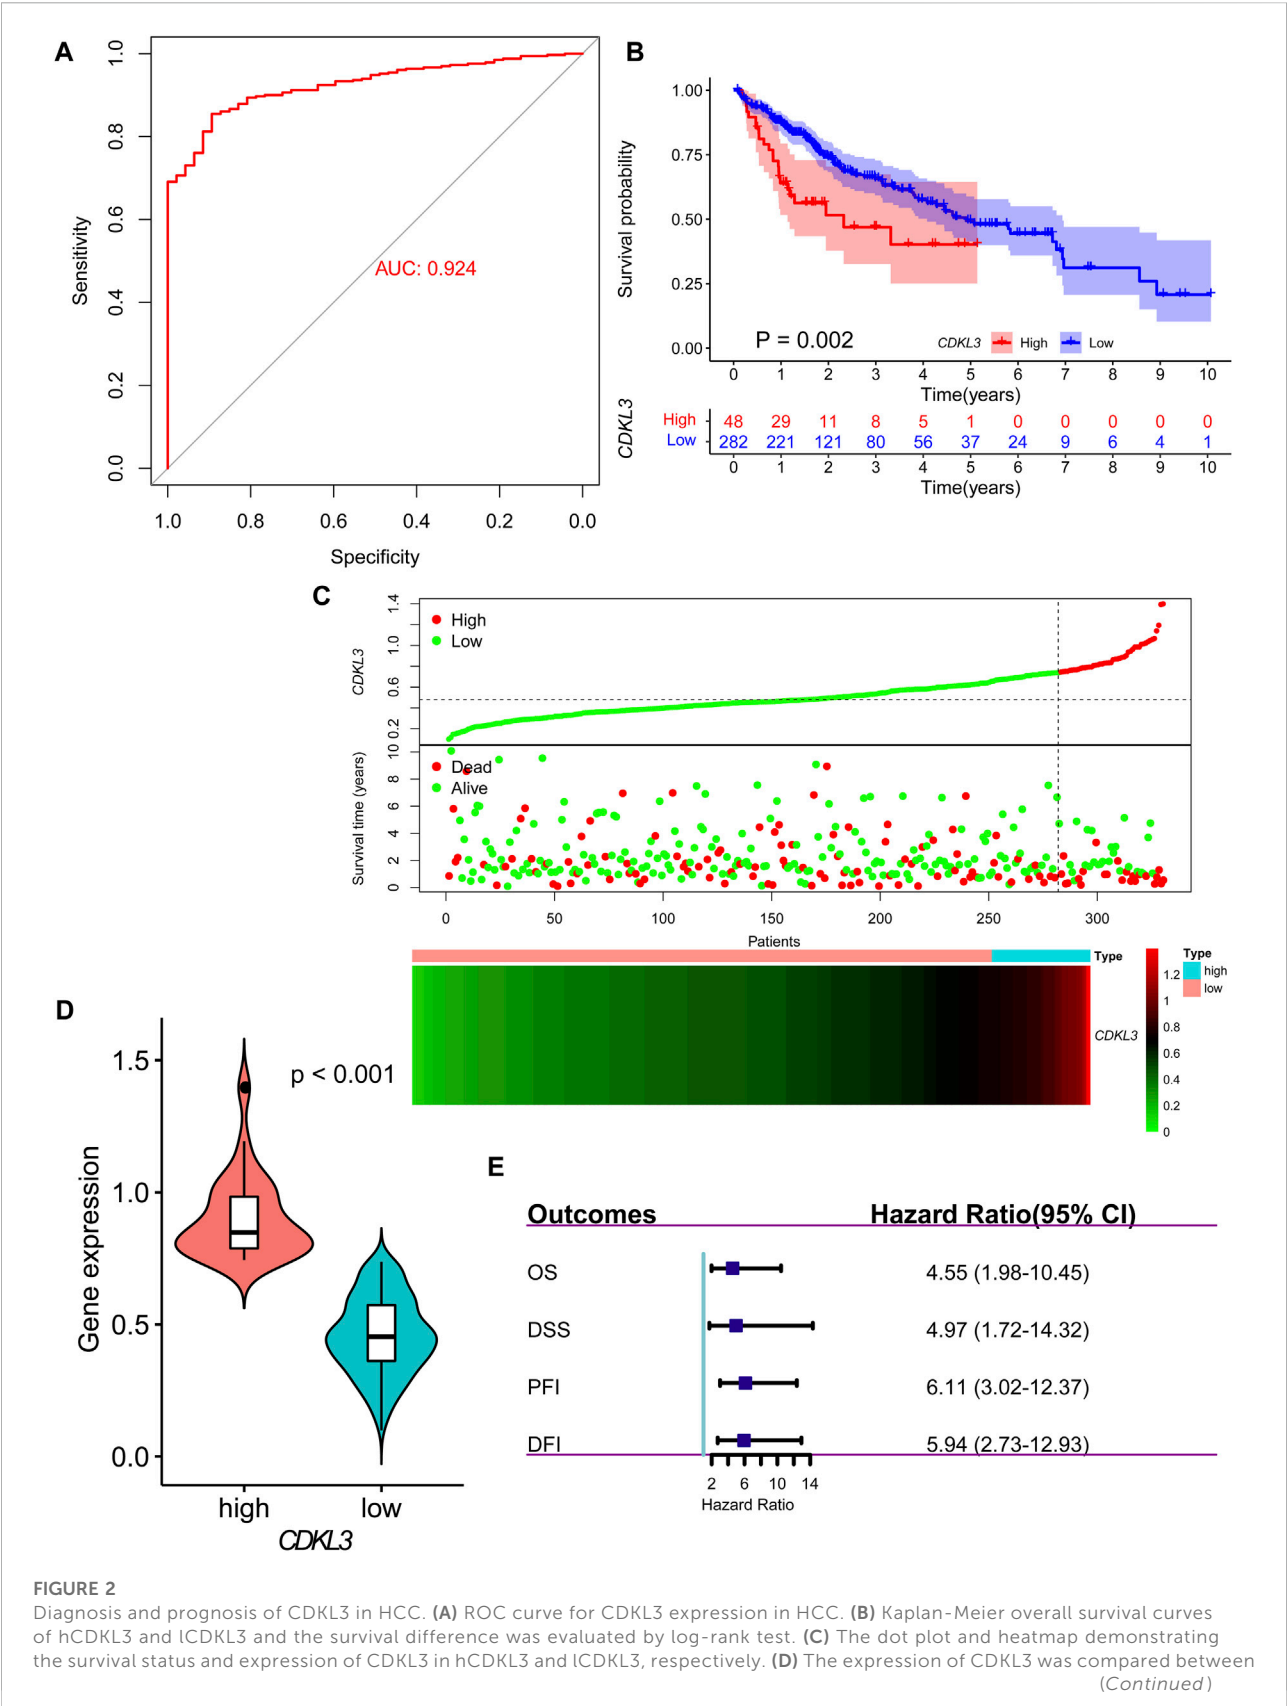 A
1.0
0.8
0.6
0.4
0.2
0.0
Sensitivity
AUC: 0.924
1.0 0.8 0.6 0.4 0.2 0.0
Specificity
B
1.00
0.75
0.50
0.25
0.00
Survival probability
P = 0.002
CDKL3 High Low
0 1 2 3 4 5 6 7 8 9 10
Time(years)
CDKL3
High 48 29 11 8 5 1 0 0 0 0 0
Low 282 221 121 80 56 37 24 9 6 4 1
0 1 2 3 4 5 6 7 8 9 10
Time(years)
C
1.4
1.0
0.6
0.2
CDKL3
High
Low
10
8
6
4
2
0
Survival time (years)
Dead
Alive
0 50 100 150 200 250 300
Patients
Type
CDKL3
1.2
1
0.8
0.6
0.4
0.2
0
Type
high
low
D
1.5
1.0
0.5
0.0
Gene expression
p < 0.001
high low
CDKL3
E
Outcomes Hazard Ratio(95% CI)
OS 4.55 (1.98-10.45)
DSS 4.97 (1.72-14.32)
PFI 6.11 (3.02-12.37)
DFI 5.94 (2.73-12.93)
2 6 10 14
Hazard Ratio
FIGURE 2
Diagnosis and prognosis of CDKL3 in HCC. (A) ROC curve for CDKL3 expression in HCC. (B) Kaplan-Meier overall survival curves
of hCDKL3 and lCDKL3 and the survival difference was evaluated by log-rank test. (C) The dot plot and heatmap demonstrating
the survival status and expression of CDKL3 in hCDKL3 and lCDKL3, respectively. (D) The expression of CDKL3 was compared between
(Continued)